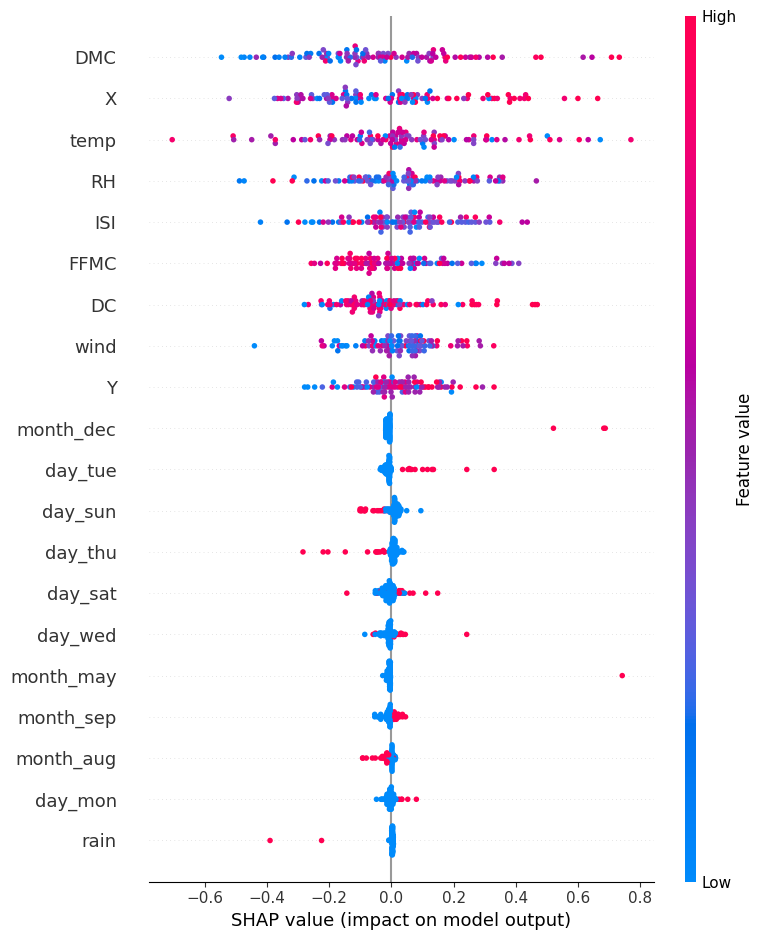 High
DMC
X
temp
RH
ISI
FFMC
DC
wind
Y
month_dec
day_tue
day_sun
day_thu
day_sat
day_wed
month_may
month_sep
month_aug
day_mon
rain
Feature value
Low
−0.6 −0.4 −0.2 0.0 0.2 0.4 0.6 0.8
SHAP value (impact on model output)